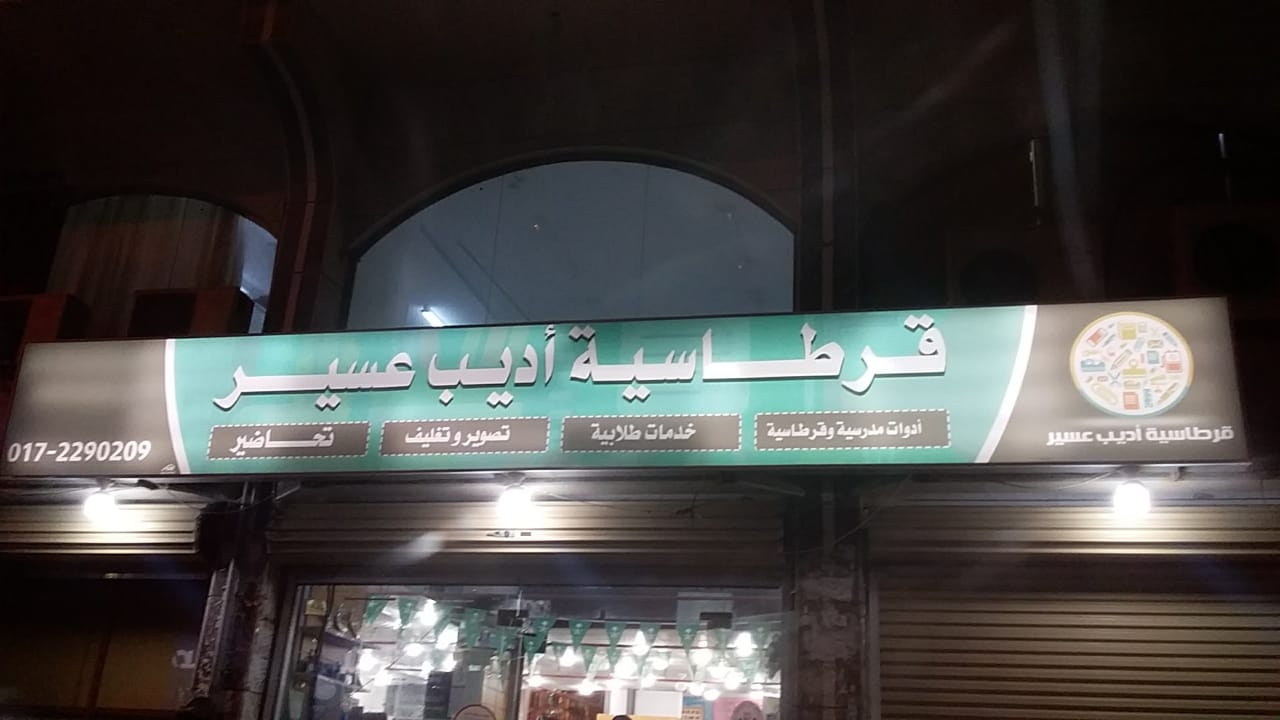 قرطاسية أديب عسير
أدوات مدرسية وقرطاسية
خدمات طلابية
تصوير وتغليف
تحاضير
قرطاسية أديب عسير
017-2290209